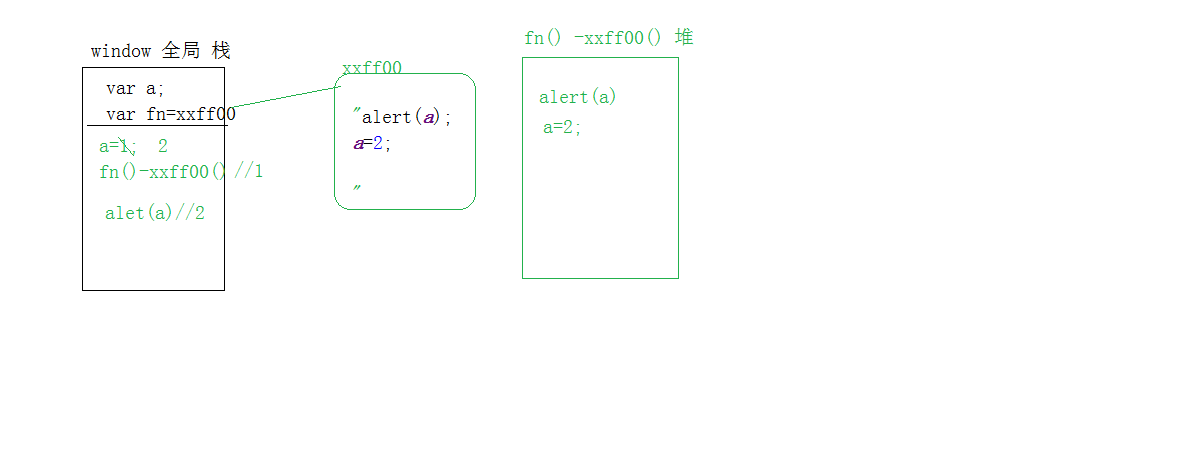 window 全局 栈
var a;
var fn=xxff00
a=1; 2
fn()-xxff00() //1
alet(a)//2
xxff00
"alert(a);
a=2;
"
fn() -xxff00() 堆
alert(a)
a=2;